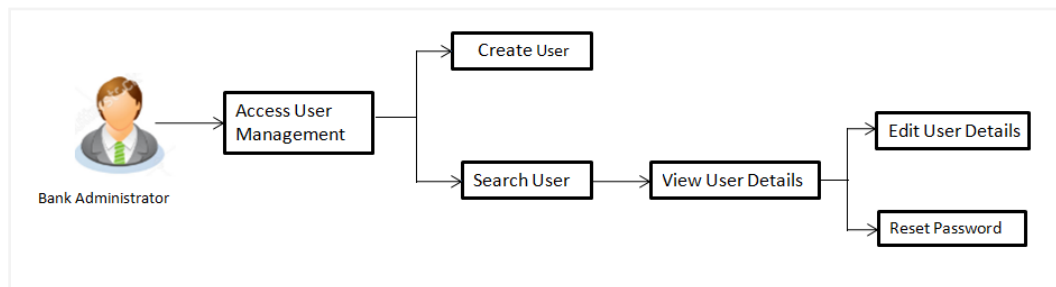 Create User
Access User
Management
Edit User Details
Search User
View User Details
Bank Administrator
Reset Password